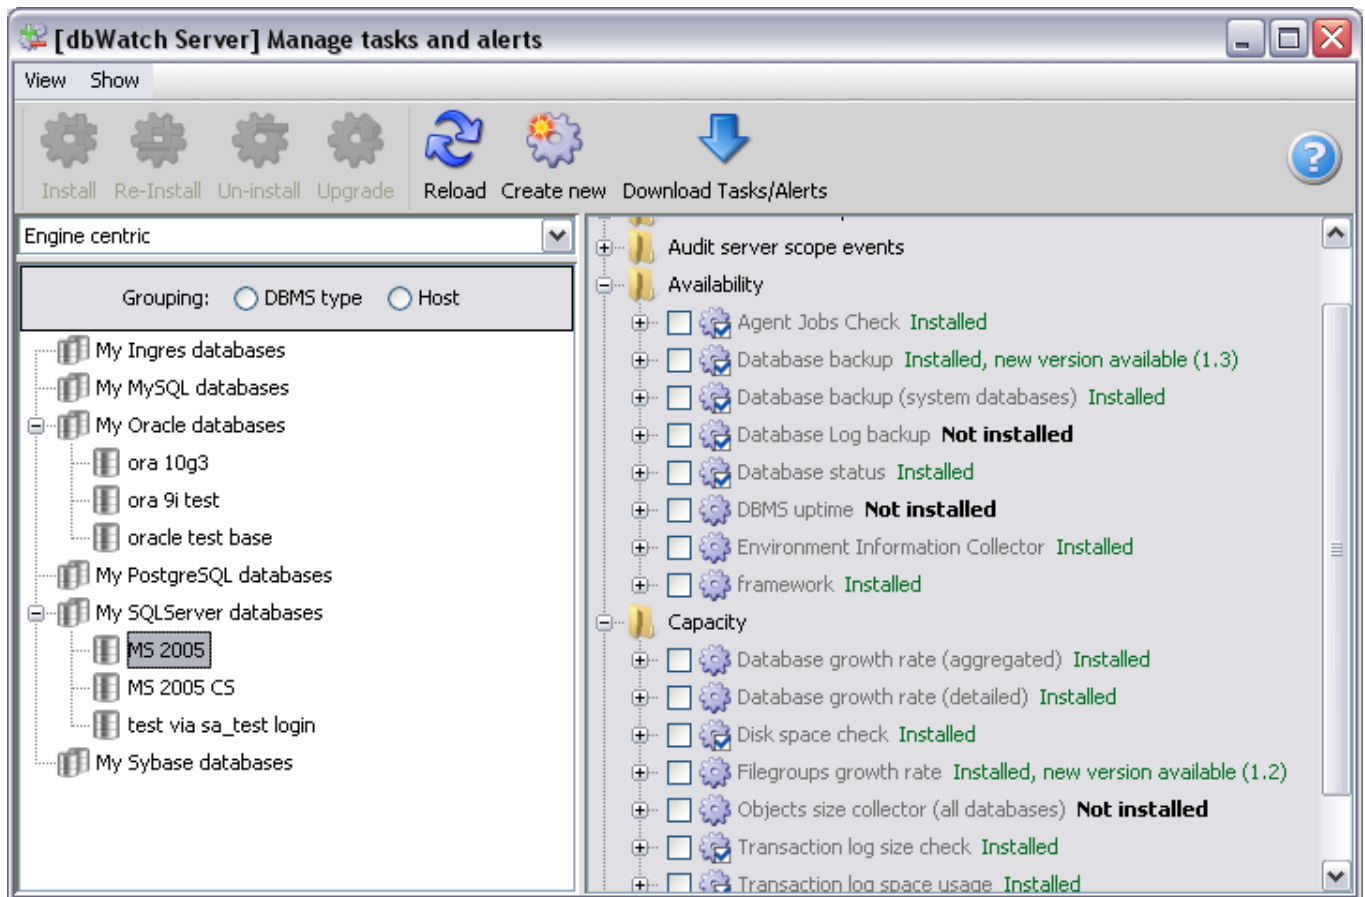 [dbWatch Server] Manage tasks and alerts
View Show
Install Re-Install Un-install Upgrade Reload Create new Download Tasks/Alerts
Engine centric
Grouping: DBMS type Host
My Ingres databases
My MySQL databases
My Oracle databases
ora 10g3
ora 9i test
oracle test base
My PostgreSQL databases
My SQLServer databases
MS 2005
MS 2005 CS
test via sa_test login
My Sybase databases
Audit server scope events
Availability
Agent Jobs Check Installed
Database backup Installed, new version available (1.3)
Database backup (system databases) Installed
Database Log backup Not installed
Database status Installed
DBMS uptime Not installed
Environment Information Collector Installed
framework Installed
Capacity
Database growth rate (aggregated) Installed
Database growth rate (detailed) Installed
Disk space check Installed
Filegroups growth rate Installed, new version available (1.2)
Objects size collector (all databases) Not installed
Transaction log size check Installed
Transaction log space usage Installed